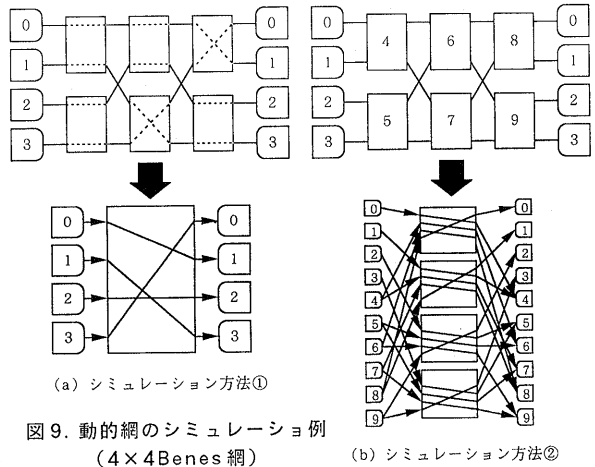 0 0 0 0
4 6 8
1 1 1 1
2 2 2 2
5 7 9
3 3 3 3
0 0 0 0
1 1 1 1
2 2
2 2 3 3
4 4
3 3 5 5
6 6
7 7
8 8
9 9
(a) シミュレーション方法①
図9. 動的網のシミュレーショ例
(4×4Benes網)
(b) シミュレーション方法②